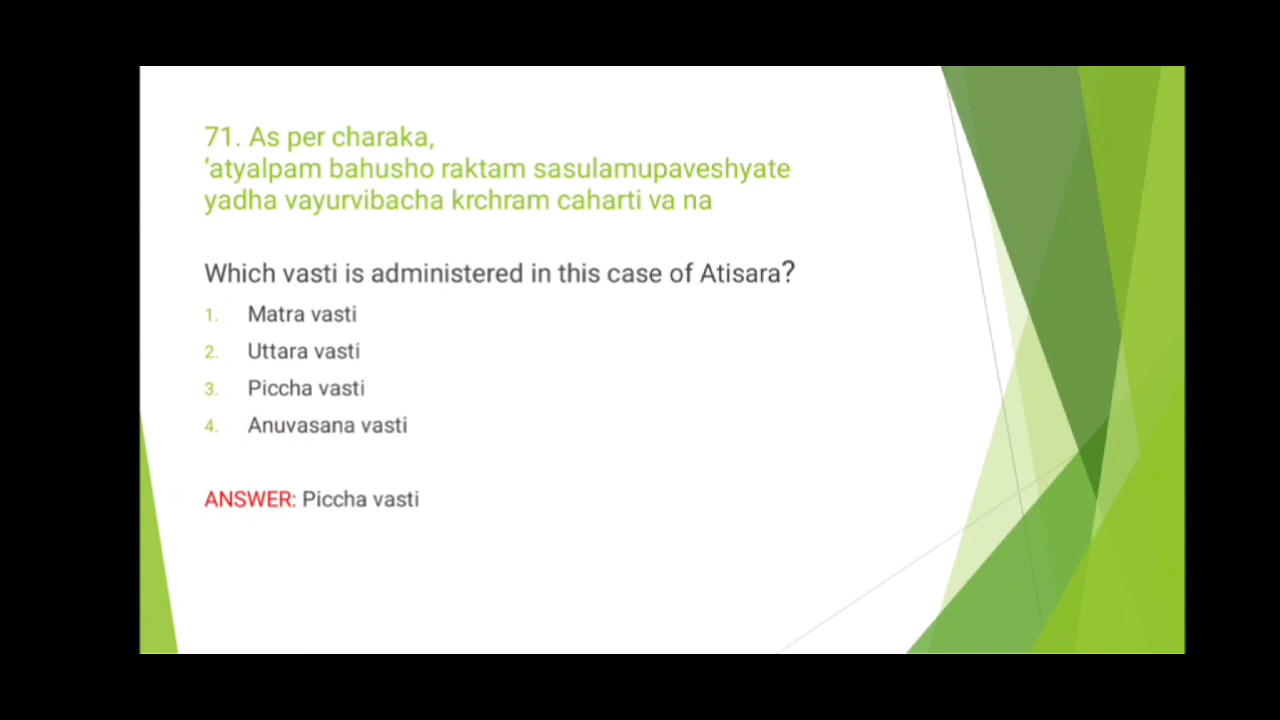 71. As per charaka,
‘atyalpam bahusho raktam sasulamupaveshyate
yadha vayurvibacha krchram caharti va na
Which vasti is administered in this case of Atisara?
1. Matra vasti
2. Uttara vasti
3. Piccha vasti
4. Anuvasana vasti
ANSWER: Piccha vasti